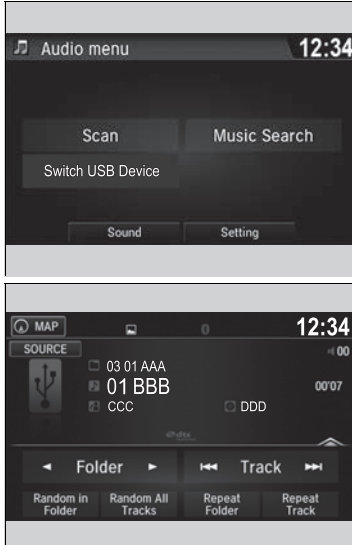 Audio menu 12:34
Scan Music Search
Switch USB Device
Sound Setting
MAP 12:34
SOURCE 00
03 01 AAA
01 BBB 00'07
CCC DDD
Folder Track
Random in Folder Random All Tracks Repeat Folder Repeat Track